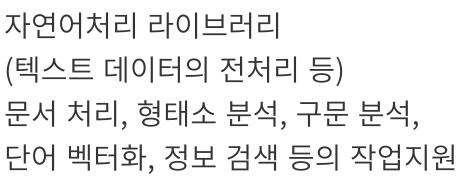 자연어처리 라이브러리
(텍스트 데이터의 전처리 등)
문서 처리, 형태소 분석, 구문 분석,
단어 벡터화, 정보 검색 등의 작업지원